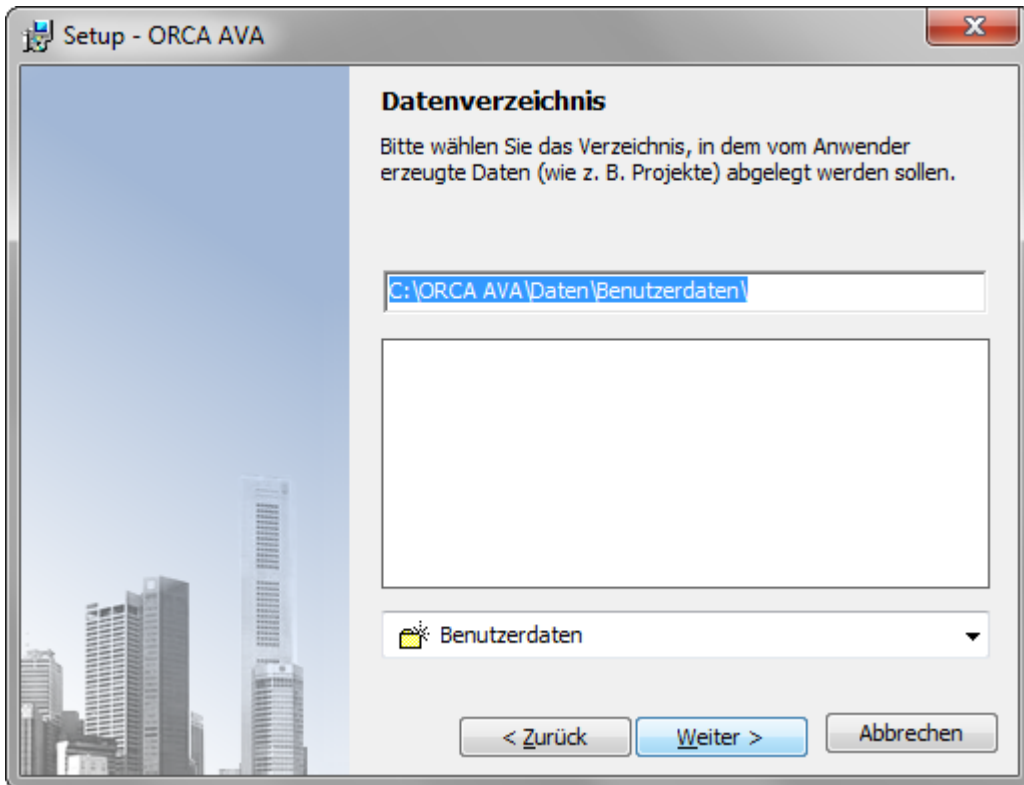 Setup - ORCA AVA
Datenverzeichnis
Bitte wählen Sie das Verzeichnis, in dem vom Anwender
erzeugte Daten (wie z. B. Projekte) abgelegt werden sollen.
C:\ORCA AVA\Daten\Benutzerdaten\
Benutzerdaten
< Zurück
Weiter >
Abbrechen